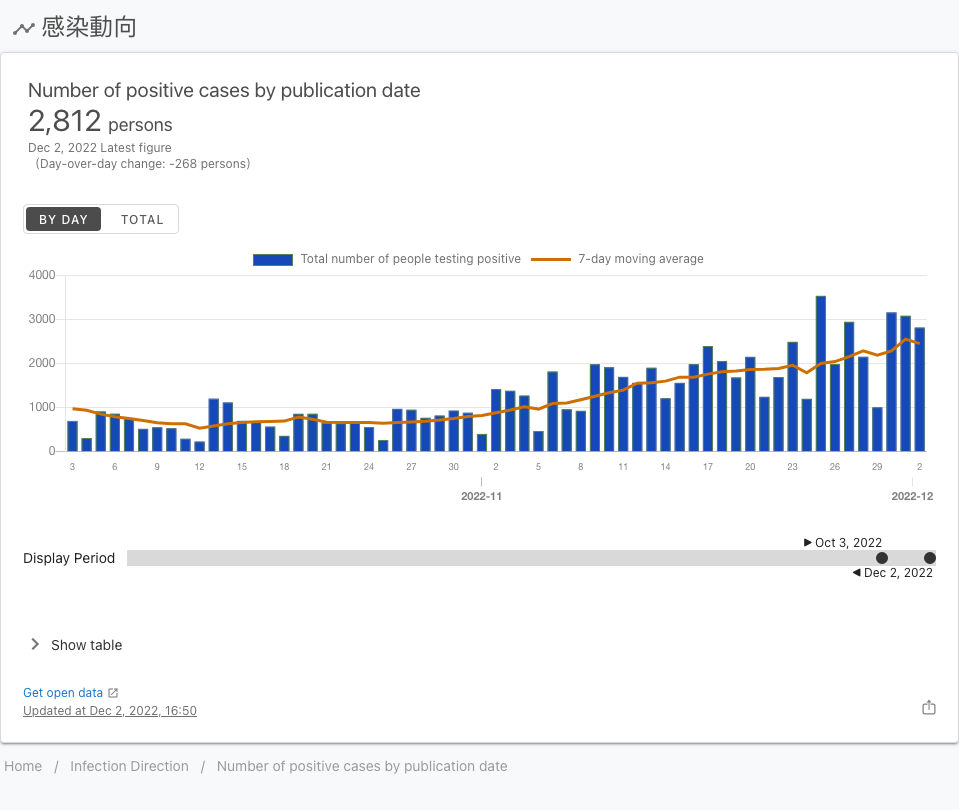 感染動向
Number of positive cases by publication date
2,812 persons
Dec 2, 2022 Latest figure
(Day-over-day change: -268 persons)
BY DAY TOTAL
Total number of people testing positive 7-day moving average
4000
3000
2000
1000
0
3 6 9 12 15 18 21 24 27 30 2 5 8 11 14 17 20 23 26 29 2
2022-11 2022-12
Oct 3, 2022
Display Period
Dec 2, 2022
Show table
Get open data
Updated at Dec 2, 2022, 16:50
Home / Infection Direction / Number of positive cases by publication date